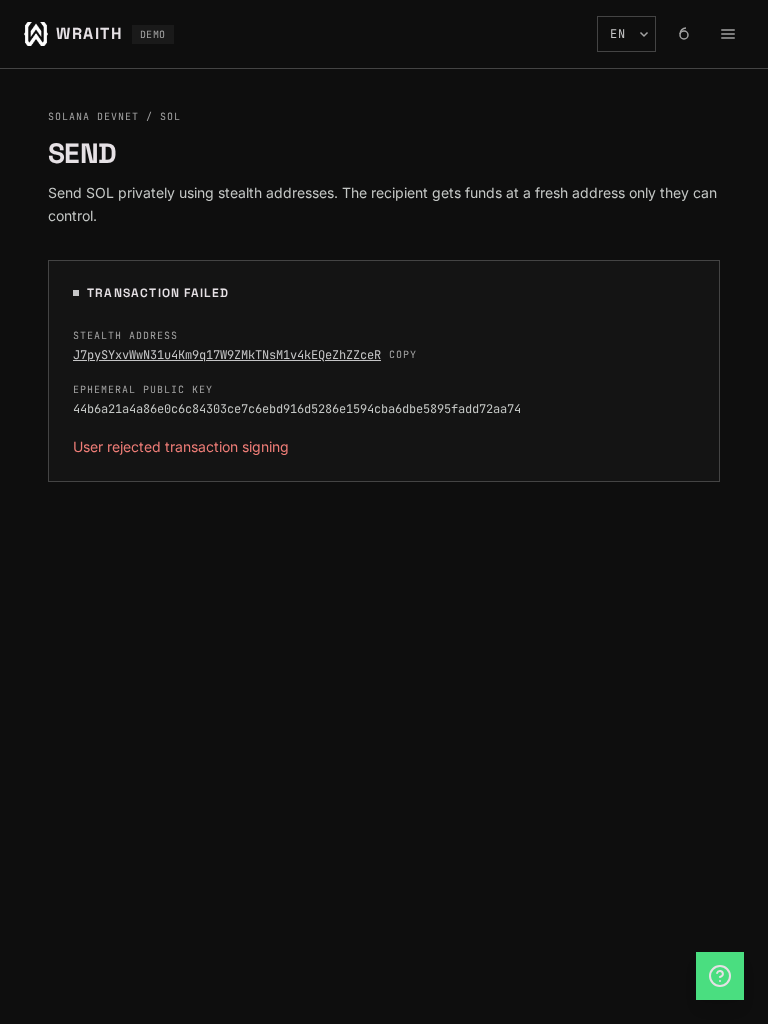 WRAITH DEMO
EN
SOLANA DEVNET / SOL
SEND
Send SOL privately using stealth addresses. The recipient gets funds at a fresh address only they can
control.
TRANSACTION FAILED
STEALTH ADDRESS
J7pySYxvWwN31u4Km9q17W9ZMkTNsM1v4kEQeZhZZceR COPY
EPHEMERAL PUBLIC KEY
44b6a21a4a86e0c6c84303ce7c6ebd916d5286e1594cba6dbe5895fadd72aa74
User rejected transaction signing